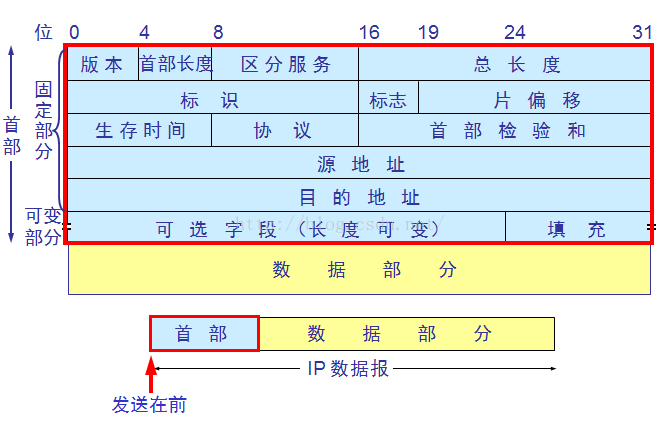 位 0 4 8 16 19 24 31
版本 首部长度 区分服务 总长度
标识 标志 片偏移
生存时间 协议 首部检验和
源地址
目的地址
可选字段（长度可变） 填充
首部
固定部分
可变部分
数据部分
首部 数据部分
IP 数据报
发送在前